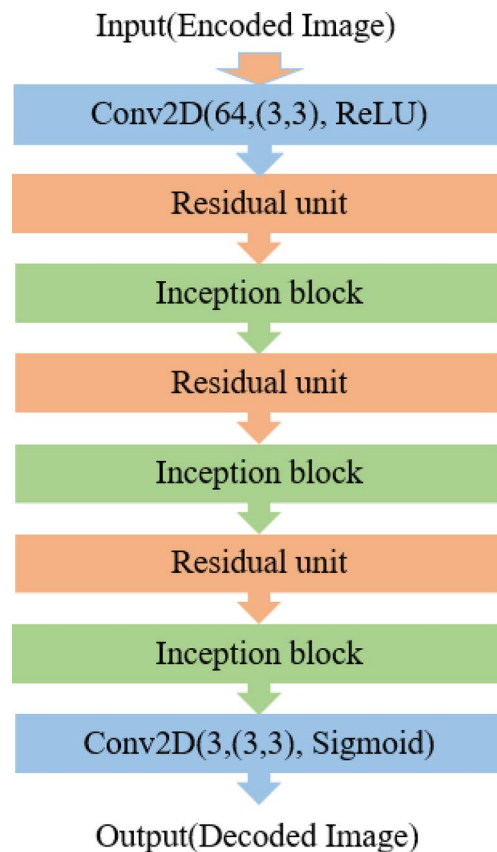 Input(Encoded Image)
Conv2D(64,(3,3), ReLU)
Residual unit
Inception block
Residual unit
Inception block
Residual unit
Inception block
Conv2D(3,(3,3), Sigmoid)
Output(Decoded Image)